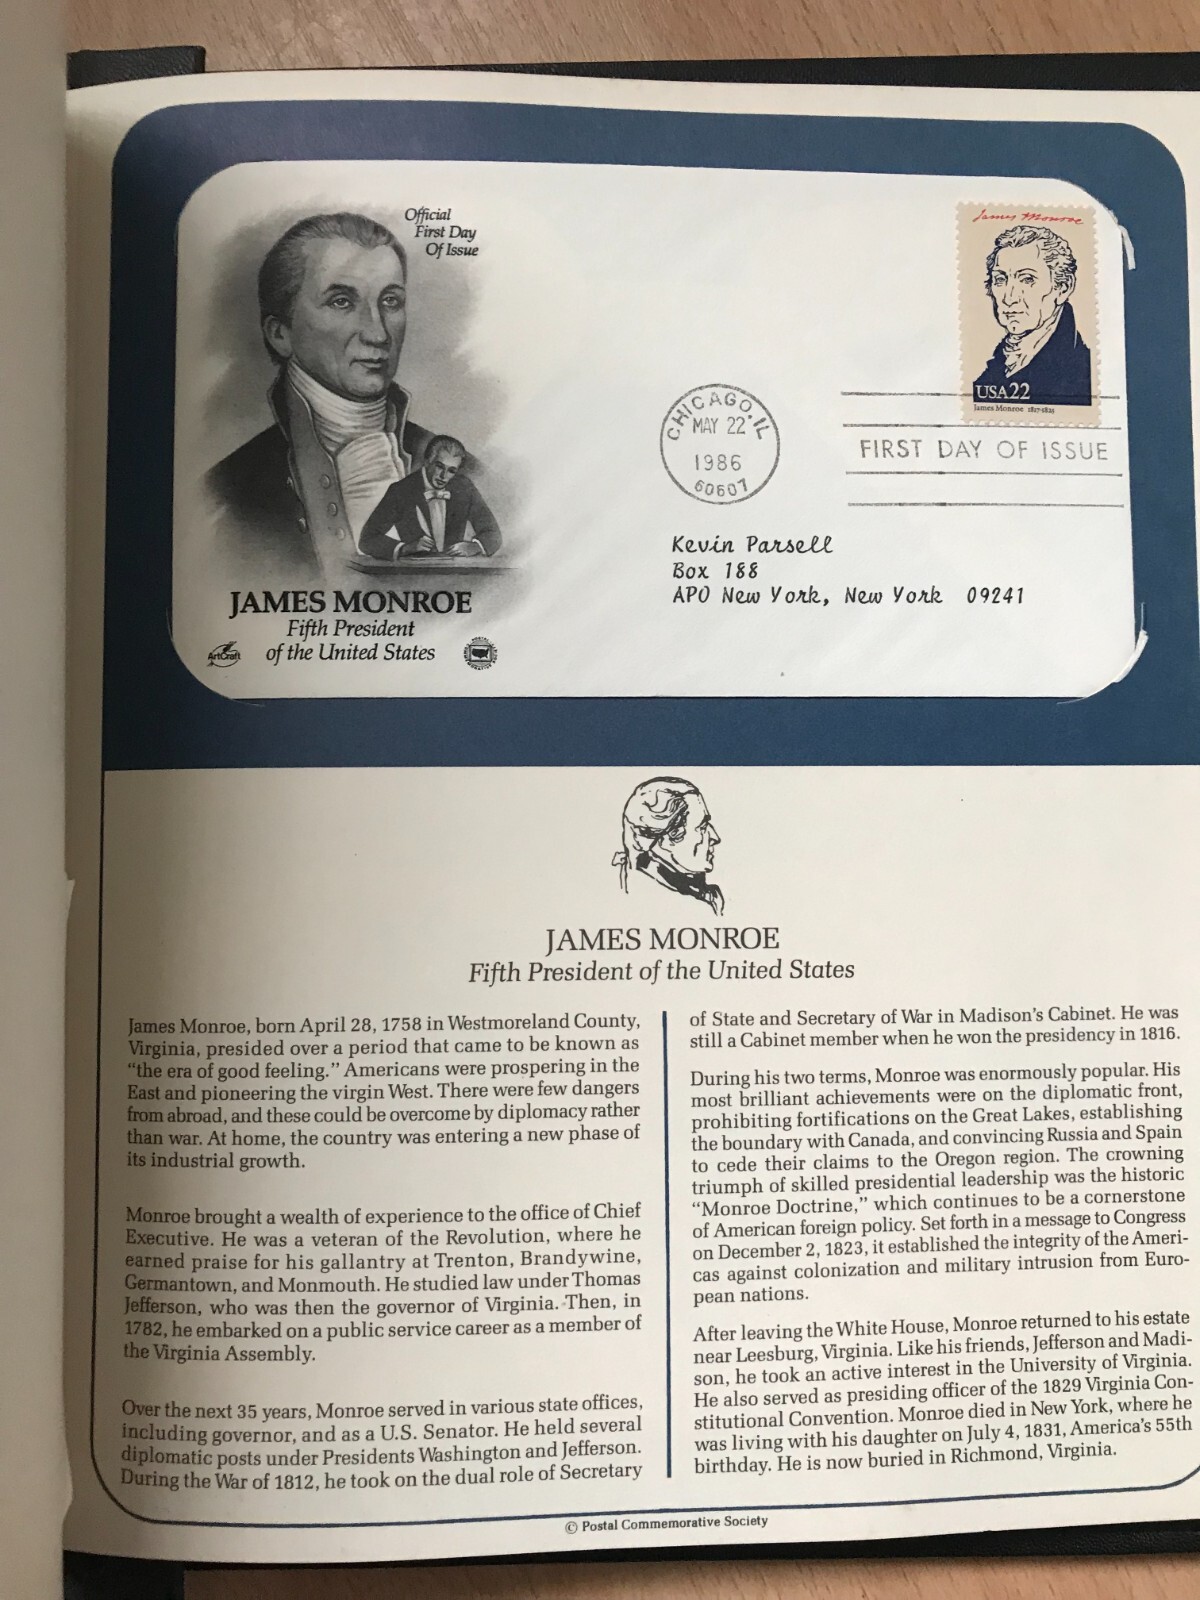 Official
First Day
Of Issue
James Monroe
USA 22
James Monroe 1817-1825
CHICAGO, IL
MAY 22
1986
60607
FIRST DAY OF ISSUE
Kevin Parsell
Box 188
APO New York, New York 09241
JAMES MONROE
Fifth President
of the United States
ArtCraft
JAMES MONROE
Fifth President of the United States
James Monroe, born April 28, 1758 in Westmoreland County,
Virginia, presided over a period that came to be known as
“the era of good feeling.” Americans were prospering in the
East and pioneering the virgin West. There were few dangers
from abroad, and these could be overcome by diplomacy rather
than war. At home, the country was entering a new phase of
its industrial growth.
Monroe brought a wealth of experience to the office of Chief
Executive. He was a veteran of the Revolution, where he
earned praise for his gallantry at Trenton, Brandywine,
Germantown, and Monmouth. He studied law under Thomas
Jefferson, who was then the governor of Virginia. Then, in
1782, he embarked on a public service career as a member of
the Virginia Assembly.
Over the next 35 years, Monroe served in various state offices,
including governor, and as a U.S. Senator. He held several
diplomatic posts under Presidents Washington and Jefferson.
During the War of 1812, he took on the dual role of Secretary
of State and Secretary of War in Madison's Cabinet. He was
still a Cabinet member when he won the presidency in 1816.
During his two terms, Monroe was enormously popular. His
most brilliant achievements were on the diplomatic front,
prohibiting fortifications on the Great Lakes, establishing
the boundary with Canada, and convincing Russia and Spain
to cede their claims to the Oregon region. The crowning
triumph of skilled presidential leadership was the historic
“Monroe Doctrine,” which continues to be a cornerstone
of American foreign policy. Set forth in a message to Congress
on December 2, 1823, it established the integrity of the Ameri-
cas against colonization and military intrusion from Euro-
pean nations.
After leaving the White House, Monroe returned to his estate
near Leesburg, Virginia. Like his friends, Jefferson and Madi-
son, he took an active interest in the University of Virginia.
He also served as presiding officer of the 1829 Virginia Con-
stitutional Convention. Monroe died in New York, where he
was living with his daughter on July 4, 1831, America's 55th
birthday. He is now buried in Richmond, Virginia.
© Postal Commemorative Society